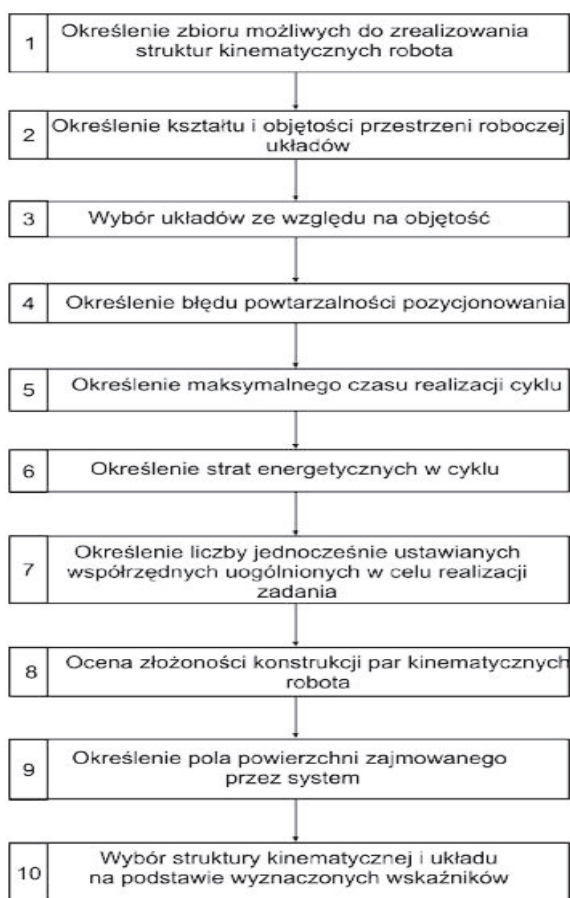 1
Określenie zbioru możliwych do zrealizowania
struktur kinematycznych robota
2
Określenie kształtu i objętości przestrzeni roboczej
układów
3
Wybór układów ze względu na objętość
4
Określenie błędu powtarzalności pozycjonowania
5
Określenie maksymalnego czasu realizacji cyklu
6
Określenie strat energetycznych w cyklu
7
Określenie liczby jednocześnie ustawianych
współrzędnych uogólnionych w celu realizacji
zadania
8
Ocena złożoności konstrukcji par kinematycznych
robota
9
Określenie pola powierzchni zajmowanego
przez system
10
Wybór struktury kinematycznej i układu
na podstawie wyznaczonych wskaźników